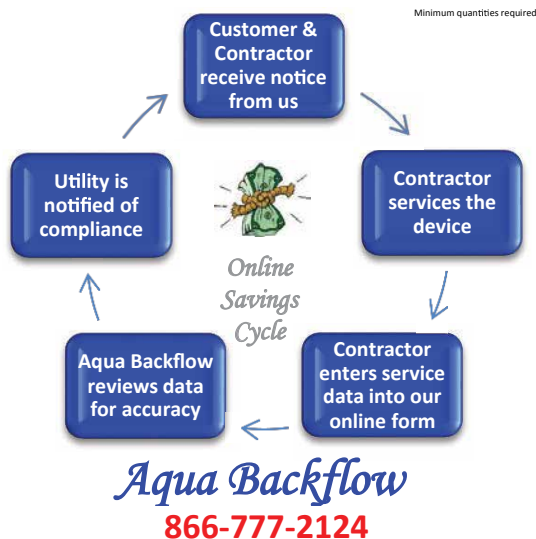 Minimum quantities required
Customer &
Contractor
receive notice
from us
Contractor
services the
device
Contractor
enters service
data into our
online form
Aqua Backflow
reviews data
for accuracy
Utility is
notified of
compliance
Online
Savings
Cycle
Aqua Backflow
866-777-2124